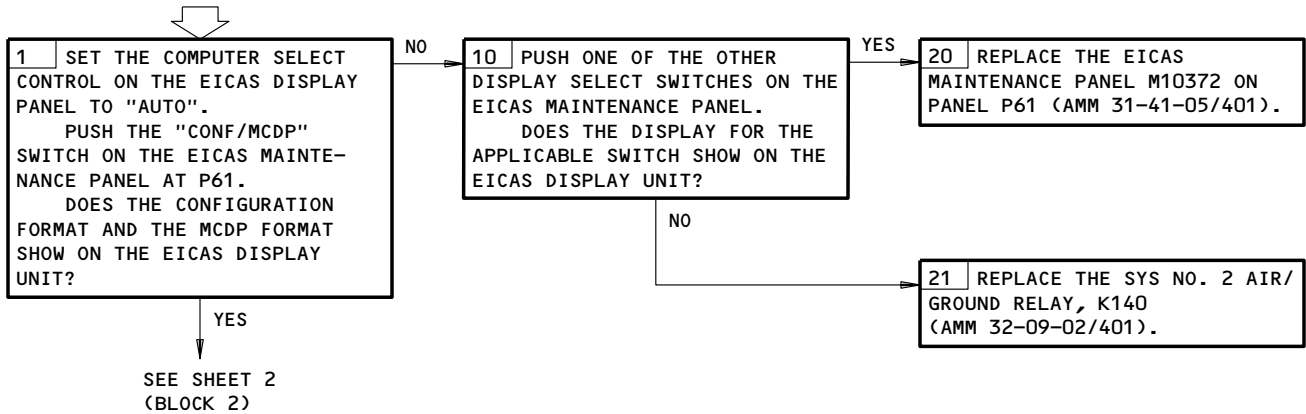 1 SET THE COMPUTER SELECT
CONTROL ON THE EICAS DISPLAY
PANEL TO "AUTO".
PUSH THE "CONF/MCDP"
SWITCH ON THE EICAS MAINTE-
NANCE PANEL AT P61.
DOES THE CONFIGURATION
FORMAT AND THE MCDP FORMAT
SHOW ON THE EICAS DISPLAY
UNIT?
NO
10 PUSH ONE OF THE OTHER
DISPLAY SELECT SWITCHES ON THE
EICAS MAINTENANCE PANEL.
DOES THE DISPLAY FOR THE
APPLICABLE SWITCH SHOW ON THE
EICAS DISPLAY UNIT?
YES
20 REPLACE THE EICAS
MAINTENANCE PANEL M10372 ON
PANEL P61 (AMM 31-41-05/401).
NO
21 REPLACE THE SYS NO. 2 AIR/
GROUND RELAY, K140
(AMM 32-09-02/401).
YES
SEE SHEET 2
(BLOCK 2)